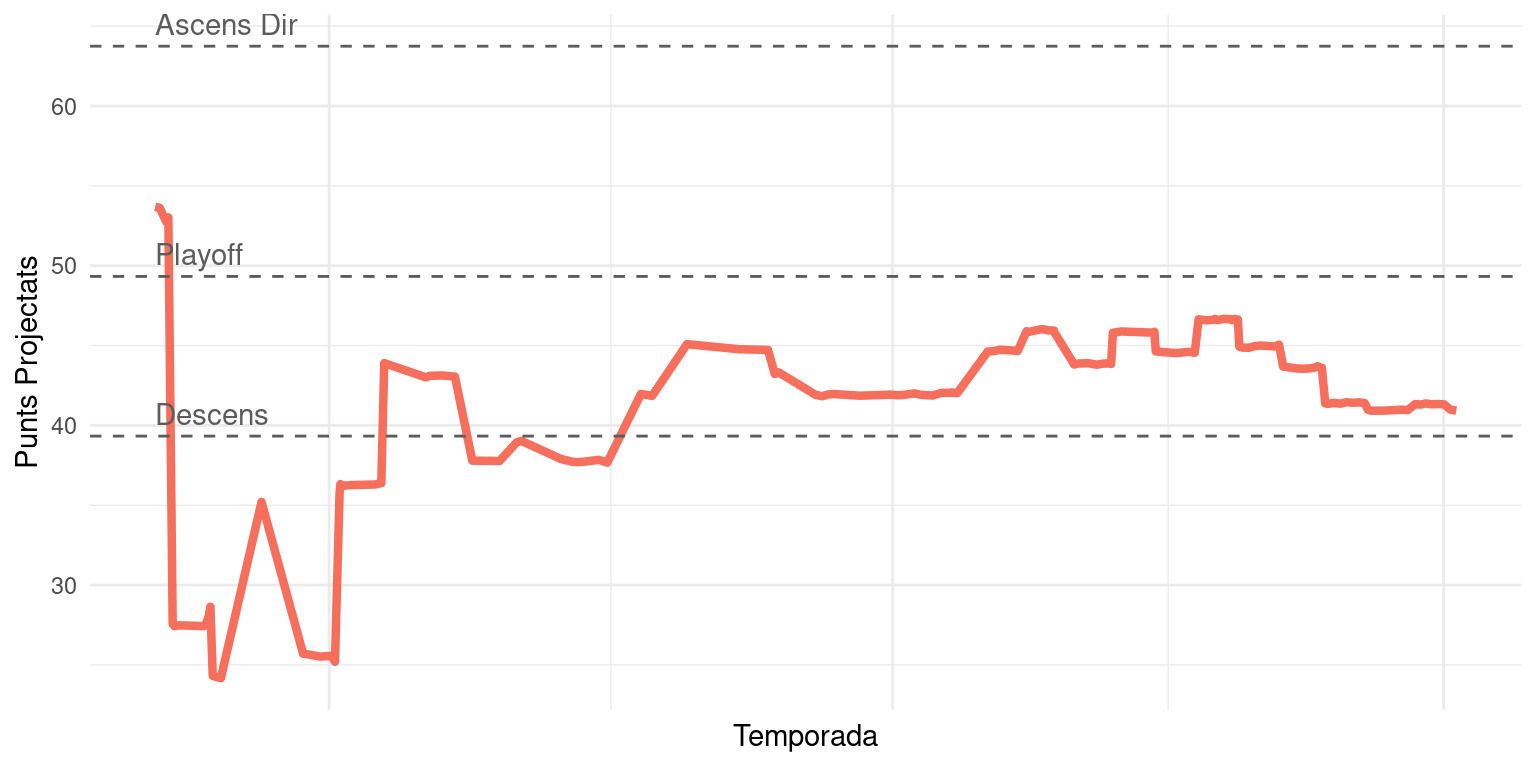 Ascens Dir
60
Playoff
50
Descens
40
30
Punts Projectats
Temporada